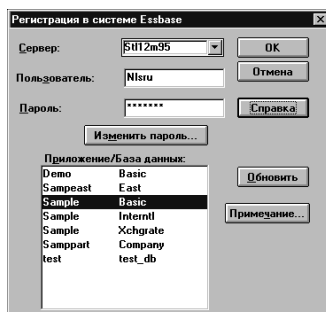 Регистрация в системе Essbase
Сервер: Stl12m95 OK
Пользователь: Nlsru Отмена
Пароль: ******* Справка
Изменить пароль...
Приложение/База данных:
Demo Basic
Sampeast East
Sample Basic
Sample Interntl
Sample Xchgrate
Samppart Company
test test_db
Обновить
Примечание...